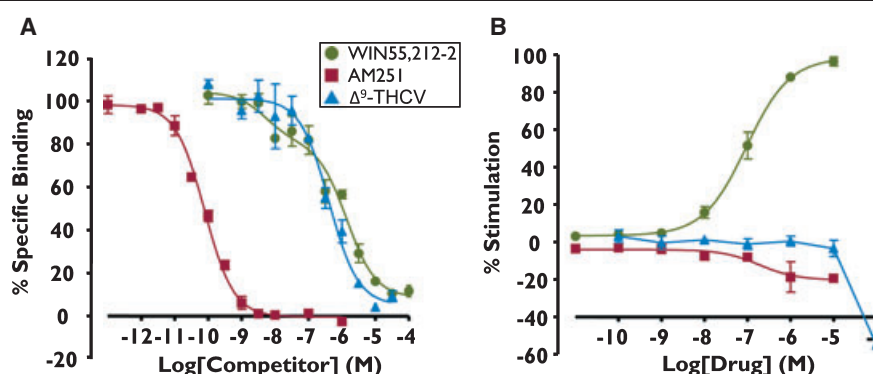 A
120
100
80
60
40
20
0
-20
% Specific Binding
WIN55,212-2
AM251
Δ⁹-THCV
-12 -11 -10 -9 -8 -7 -6 -5 -4
Log[Competitor] (M)
B
100
80
60
40
20
0
-20
-40
-60
% Stimulation
-10 -9 -8 -7 -6 -5
Log[Drug] (M)